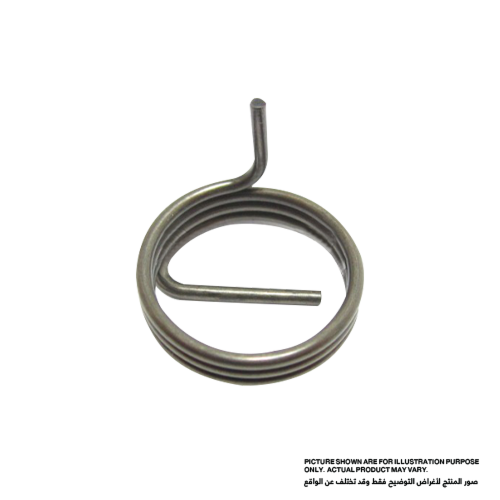 PICTURE SHOWN ARE FOR ILLUSTRATION PURPOSE
ONLY. ACTUAL PRODUCT MAY VARY.
صور المنتج لأغراض التوضيح فقط وقد تختلف عن الواقع